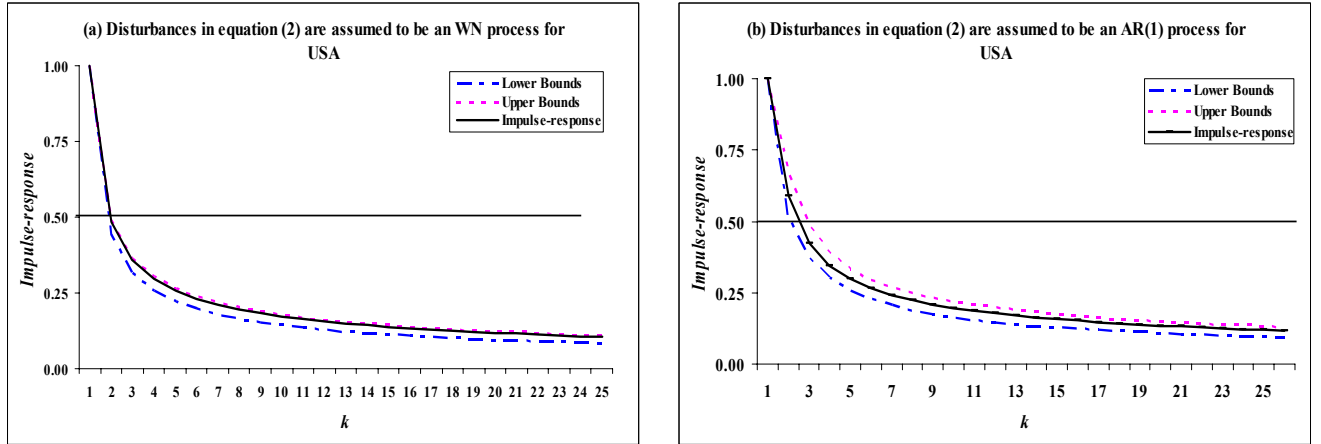 (a) Disturbances in equation (2) are assumed to be an WN process for
USA
1.00
0.75
0.50
0.25
0.00
Impulse-response
Lower Bounds
Upper Bounds
Impulse-response
1 2 3 4 5 6 7 8 9 10 11 12 13 14 15 16 17 18 19 20 21 22 23 24 25
k
(b) Disturbances in equation (2) are assumed to be an AR(1) process for
USA
1.00
0.75
0.50
0.25
0.00
Impulse-response
Lower Bounds
Upper Bounds
Impulse-response
1 3 5 7 9 11 13 15 17 19 21 23 25
k